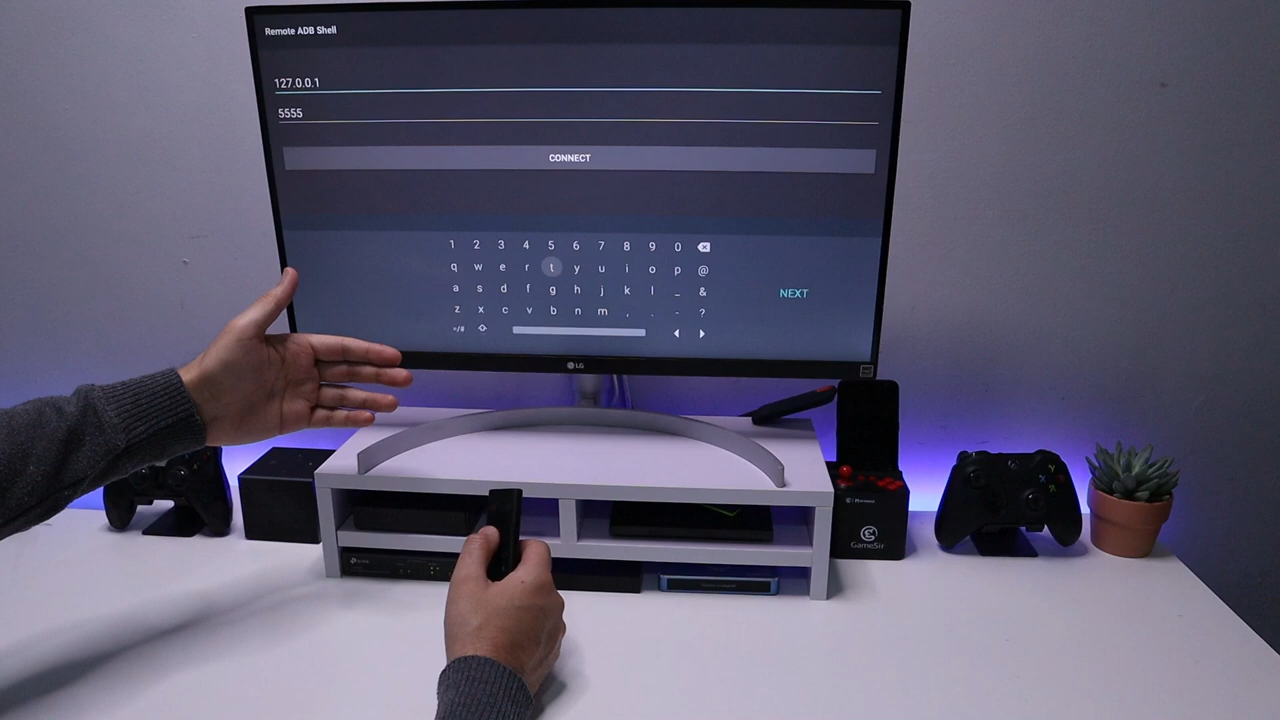 Remote ADB Shell
127.0.0.1
5555
CONNECT
1 2 3 4 5 6 7 8 9 0
q w e r t y u i o p @
a s d f g h j k l _ &
z x c v b n m , . - ?
=/#
NEXT
LG
GameSir